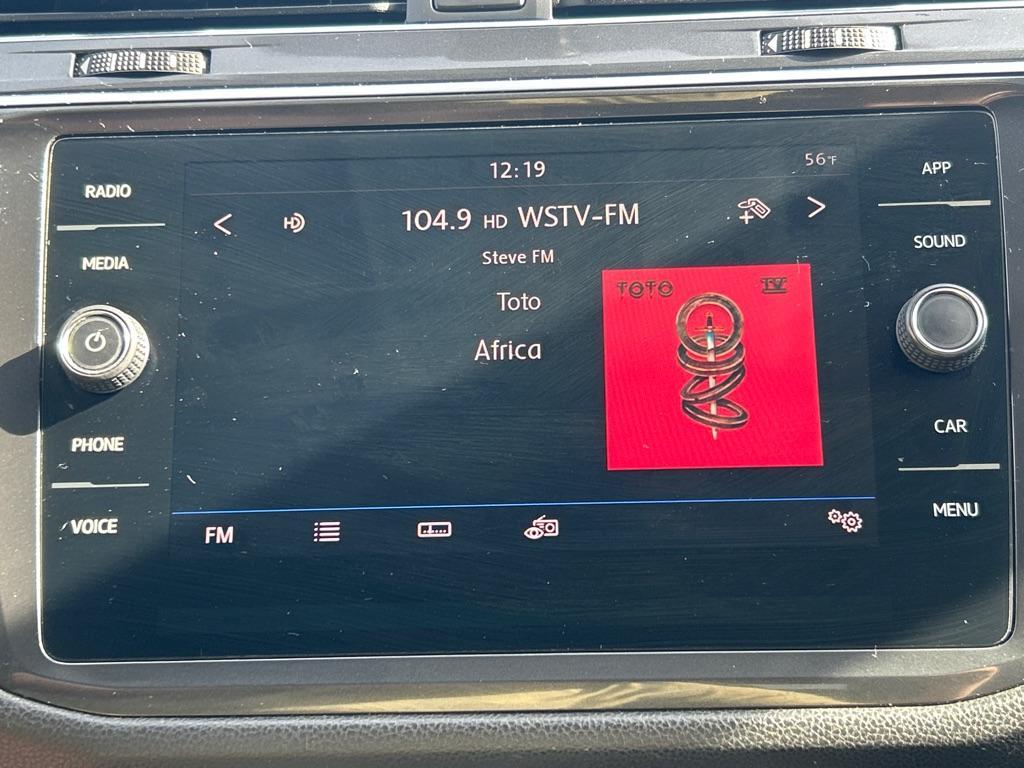 RADIO
MEDIA
PHONE
VOICE
12:19
56°F
HD
104.9 HD WSTV-FM
Steve FM
Toto
Africa
TOTO
IV
FM
APP
SOUND
CAR
MENU